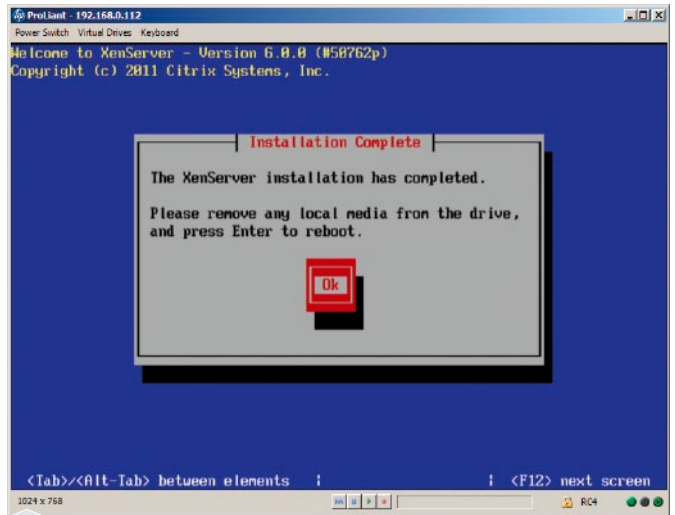 ProLiant - 192.168.0.112
Power Switch Virtual Drives Keyboard
Welcome to XenServer - Version 6.0.0 (#50762p)
Copyright (c) 2011 Citrix Systems, Inc.
Installation Complete
The XenServer installation has completed.
Please remove any local media from the drive,
and press Enter to reboot.
Ok
<Tab>/<Alt-Tab> between elements | | <F12> next screen
1024 x 768 RC4